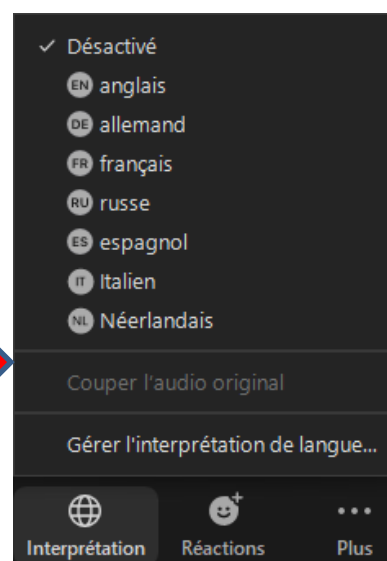 ✓ Désactivé
EN anglais
DE allemand
FR français
RU russe
ES espagnol
IT Italien
NL Néerlandais
Couper l'audio original
Gérer l'interprétation de langue...
Interprétation Réactions Plus